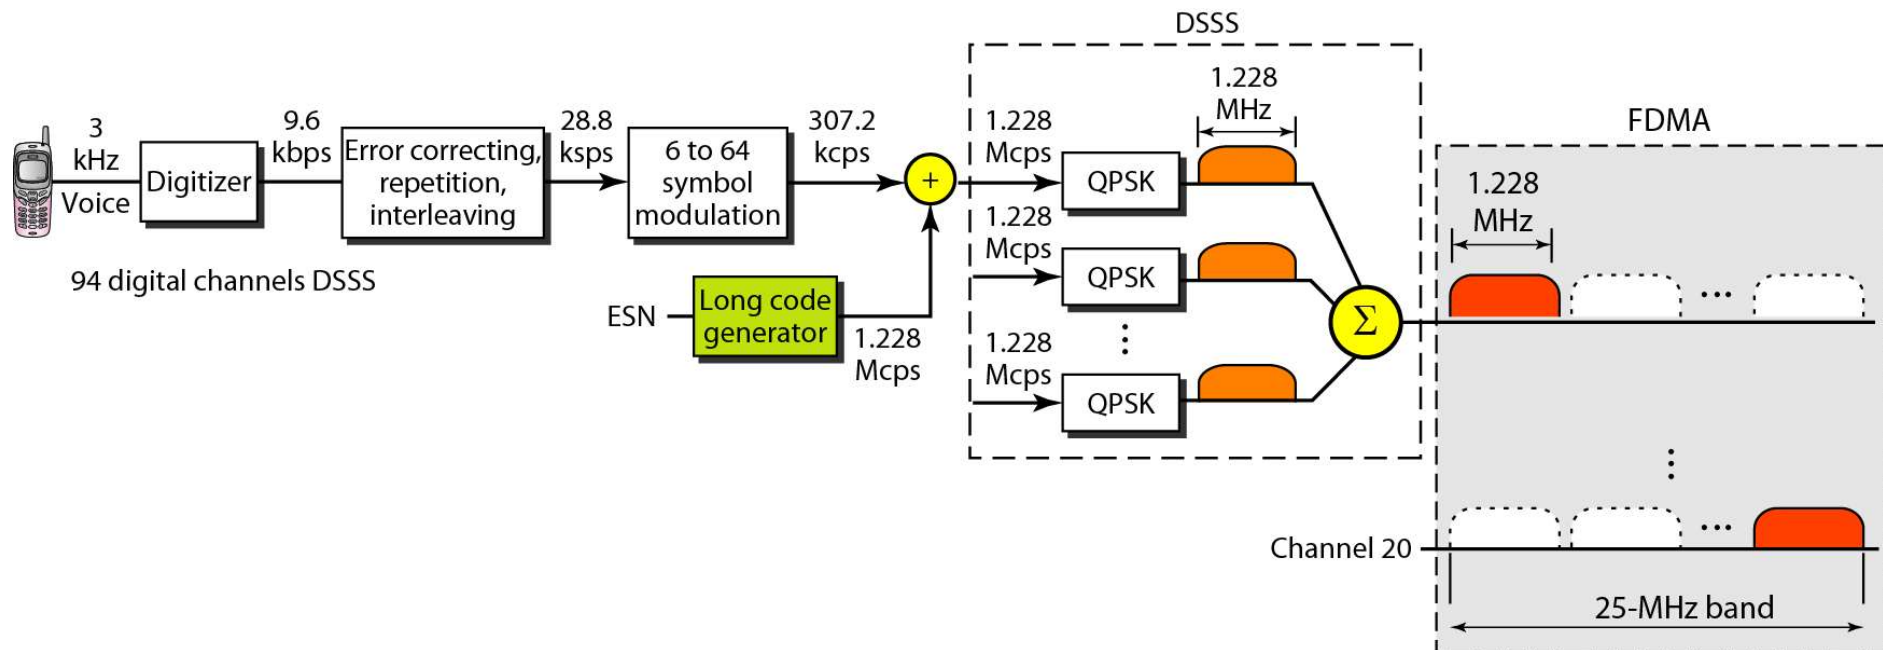 DSSS
3
kHz
Voice
Digitizer
9.6
kbps
Error correcting,
repetition,
interleaving
28.8
ksps
6 to 64
symbol
modulation
307.2
kcps
+
94 digital channels DSSS
ESN
Long code
generator
1.228
Mcps
1.228
Mcps
QPSK
1.228
MHz
1.228
Mcps
QPSK
⋮
1.228
Mcps
QPSK
Σ
FDMA
1.228
MHz
...
⋮
Channel 20
...
25-MHz band